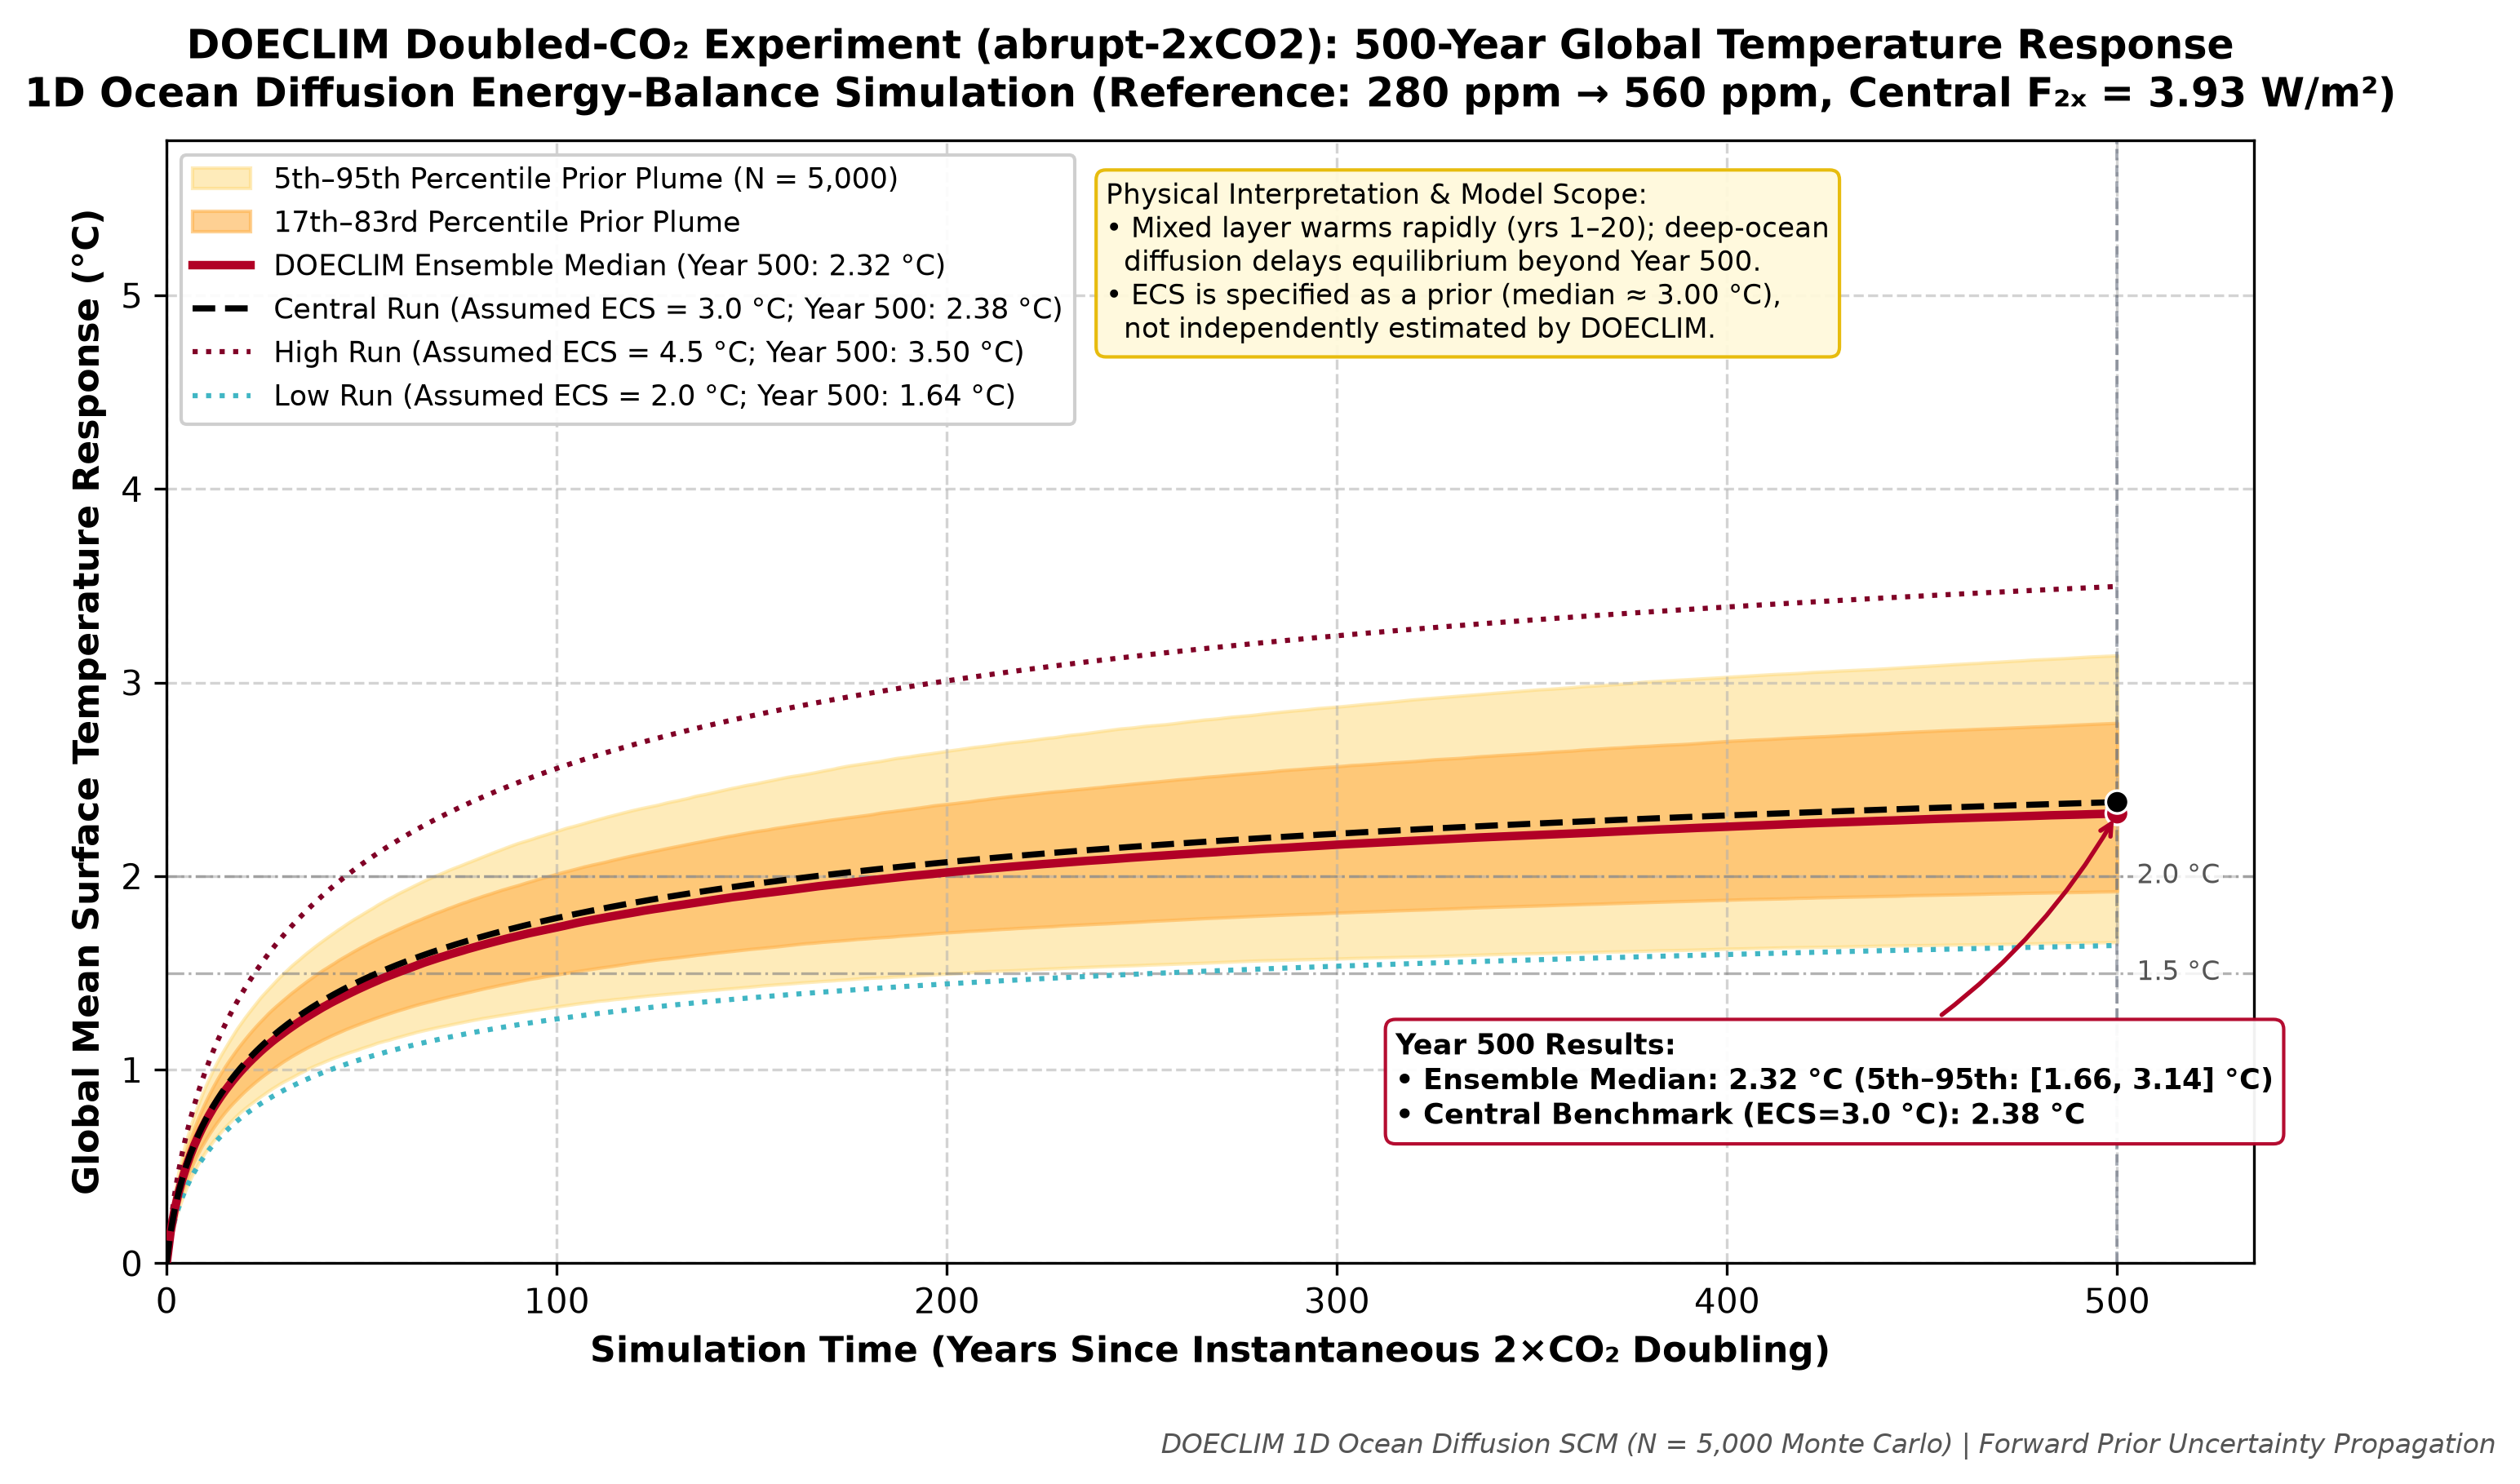 DOECLIM Doubled-CO₂ Experiment (abrupt-2xCO2): 500-Year Global Temperature Response
1D Ocean Diffusion Energy-Balance Simulation (Reference: 280 ppm → 560 ppm, Central F₂ₓ = 3.93 W/m²)
5th–95th Percentile Prior Plume (N = 5,000)
17th–83rd Percentile Prior Plume
DOECLIM Ensemble Median (Year 500: 2.32 °C)
Central Run (Assumed ECS = 3.0 °C; Year 500: 2.38 °C)
High Run (Assumed ECS = 4.5 °C; Year 500: 3.50 °C)
Low Run (Assumed ECS = 2.0 °C; Year 500: 1.64 °C)
Physical Interpretation & Model Scope:
• Mixed layer warms rapidly (yrs 1–20); deep-ocean
diffusion delays equilibrium beyond Year 500.
• ECS is specified as a prior (median ≈ 3.00 °C),
not independently estimated by DOECLIM.
Global Mean Surface Temperature Response (°C)
5
4
3
2
1
0
2.0 °C
1.5 °C
Year 500 Results:
• Ensemble Median: 2.32 °C (5th–95th: [1.66, 3.14] °C)
• Central Benchmark (ECS=3.0 °C): 2.38 °C
0 100 200 300 400 500
Simulation Time (Years Since Instantaneous 2×CO₂ Doubling)
DOECLIM 1D Ocean Diffusion SCM (N = 5,000 Monte Carlo) | Forward Prior Uncertainty Propagation